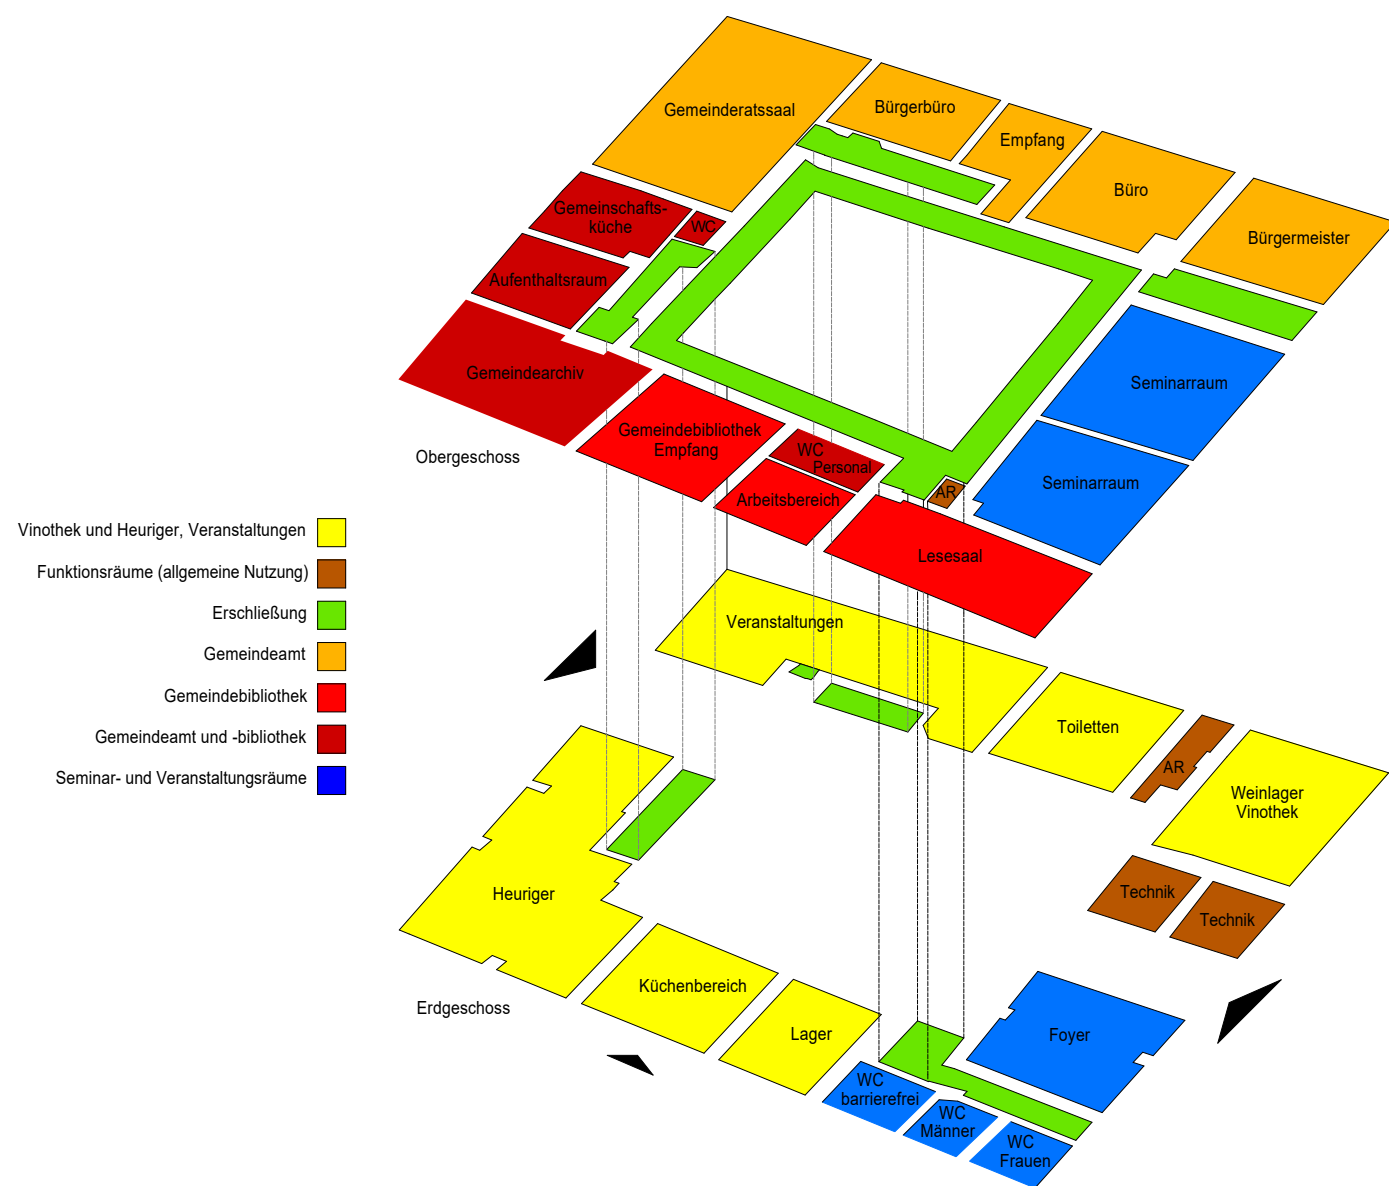 Gemeinderatssaal
Bürgerbüro
Empfang
Büro
Bürgermeister
Gemeinschafts-
küche
WC
Aufenthaltsraum
Gemeindearchiv
Seminarraum
Gemeindebibliothek
Empfang
WC
Personal
Arbeitsbereich
AR
Seminarraum
Lesesaal
Obergeschoss
Vinothek und Heuriger, Veranstaltungen
Funktionsräume (allgemeine Nutzung)
Erschließung
Gemeindeamt
Gemeindebibliothek
Gemeindeamt und -bibliothek
Seminar- und Veranstaltungsräume
Veranstaltungen
Toiletten
AR
Weinlager
Vinothek
Technik
Technik
Heuriger
Küchenbereich
Lager
Foyer
WC
barrierefrei
WC
Männer
WC
Frauen
Erdgeschoss